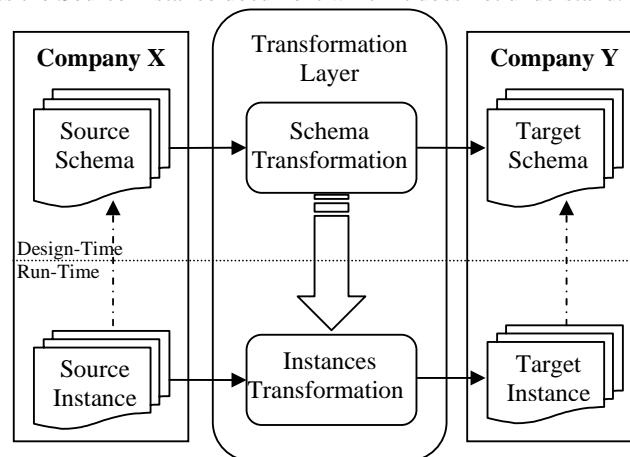 Company X
Transformation
Layer
Company Y
Source
Schema
Schema
Transformation
Target
Schema
Design-Time
Run-Time
Source
Instance
Instances
Transformation
Target
Instance